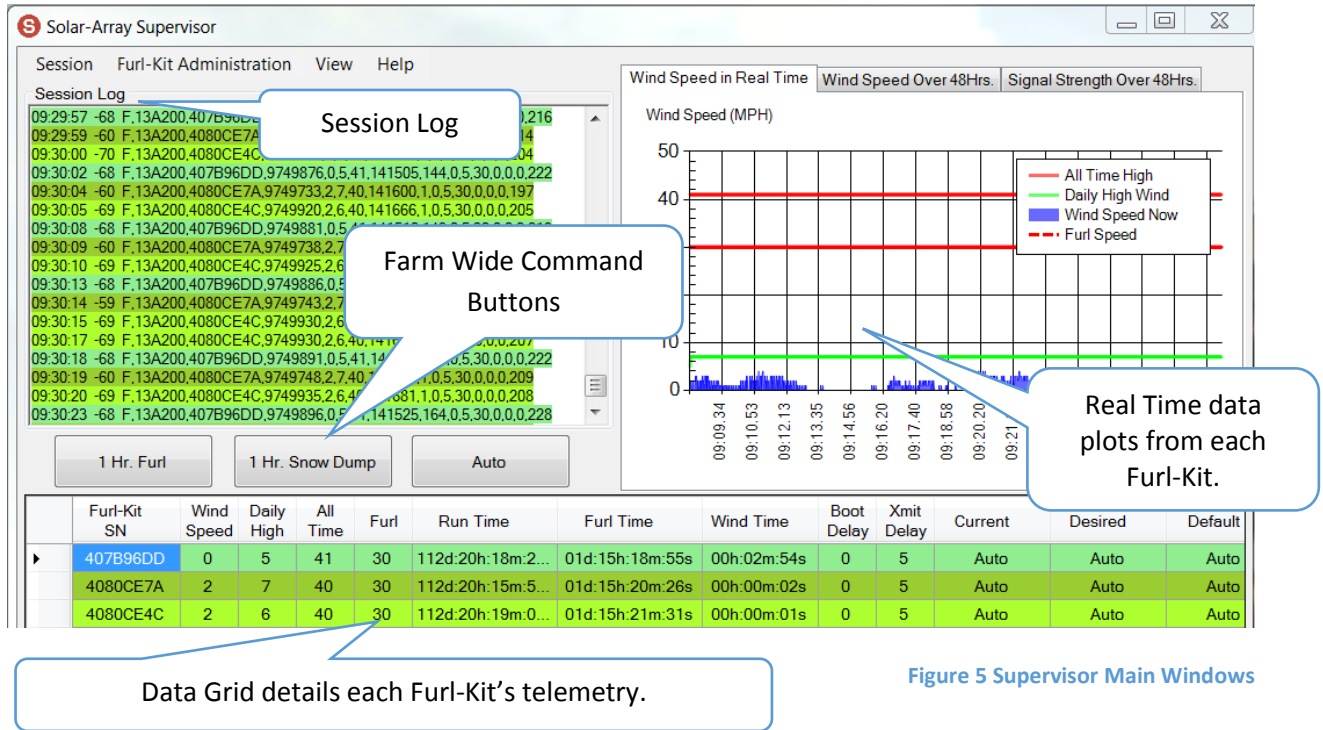 Solar-Array Supervisor
Session Furl-Kit Administration View Help
Session Log
09:29:57 -68 F,13A200,407B96 0,216
09:29:59 -60 F,13A200,4080CE7A 14
09:30:00 -70 F,13A200,4080CE4C 04
09:30:02 -68 F,13A200,407B96DD,9749876,0,5,41,141505,144,0,5,30,0,0,0,222
09:30:04 -60 F,13A200,4080CE7A,9749733,2,7,40,141600,1,0,5,30,0,0,0,197
09:30:05 -69 F,13A200,4080CE4C,9749920,2,6,40,141666,1,0,5,30,0,0,0,205
09:30:08 -68 F,13A200,407B96DD,9749881,0,5
09:30:09 -60 F,13A200,4080CE7A,9749738,2,7
09:30:10 -69 F,13A200,4080CE4C,9749925,2,6
09:30:13 -68 F,13A200,407B96DD,9749886,0,5
09:30:14 -59 F,13A200,4080CE7A,9749743,2,7
09:30:15 -69 F,13A200,4080CE4C,9749930,2,6
09:30:17 -69 F,13A200,4080CE4C,9749930,2,6,40
09:30:18 -68 F,13A200,407B96DD,9749891,0,5,41 0,5,30,0,0,0,222
09:30:19 -60 F,13A200,4080CE7A,9749748,2,7,40 1,0,5,30,0,0,0,209
09:30:20 -69 F,13A200,4080CE4C,9749935,2,6 81,1,0,5,30,0,0,0,208
09:30:23 -68 F,13A200,407B96DD,9749896,0,5 141525,164,0,5,30,0,0,0,228
Session Log
Farm Wide Command
Buttons
1 Hr. Furl 1 Hr. Snow Dump Auto
Wind Speed in Real Time Wind Speed Over 48Hrs. Signal Strength Over 48Hrs.
Wind Speed (MPH)
50
40
10
0
All Time High
Daily High Wind
Wind Speed Now
Furl Speed
09:09.34 09:10.53 09:12.13 09:13.35 09:14.56 09:16.20 09:17.40 09:18.58 09:20.20 09:21
Real Time data
plots from each
Furl-Kit.
Furl-Kit SN Wind Speed Daily High All Time Furl Run Time Furl Time Wind Time Boot Delay Xmit Delay Current Desired Default
407B96DD 0 5 41 30 112d:20h:18m:2... 01d:15h:18m:55s 00h:02m:54s 0 5 Auto Auto Auto
4080CE7A 2 7 40 30 112d:20h:15m:5... 01d:15h:20m:26s 00h:00m:02s 0 5 Auto Auto Auto
4080CE4C 2 6 40 30 112d:20h:19m:0... 01d:15h:21m:31s 00h:00m:01s 0 5 Auto Auto Auto
Data Grid details each Furl-Kit's telemetry.
Figure 5 Supervisor Main Windows